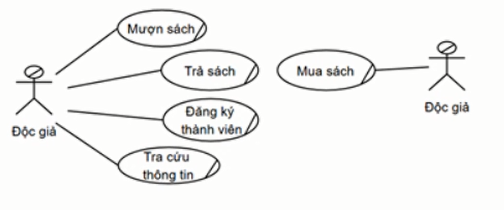 Mượn sách
Trả sách
Mua sách
Đăng ký
thành viên
Độc giả
Độc giả
Tra cứu
thông tin